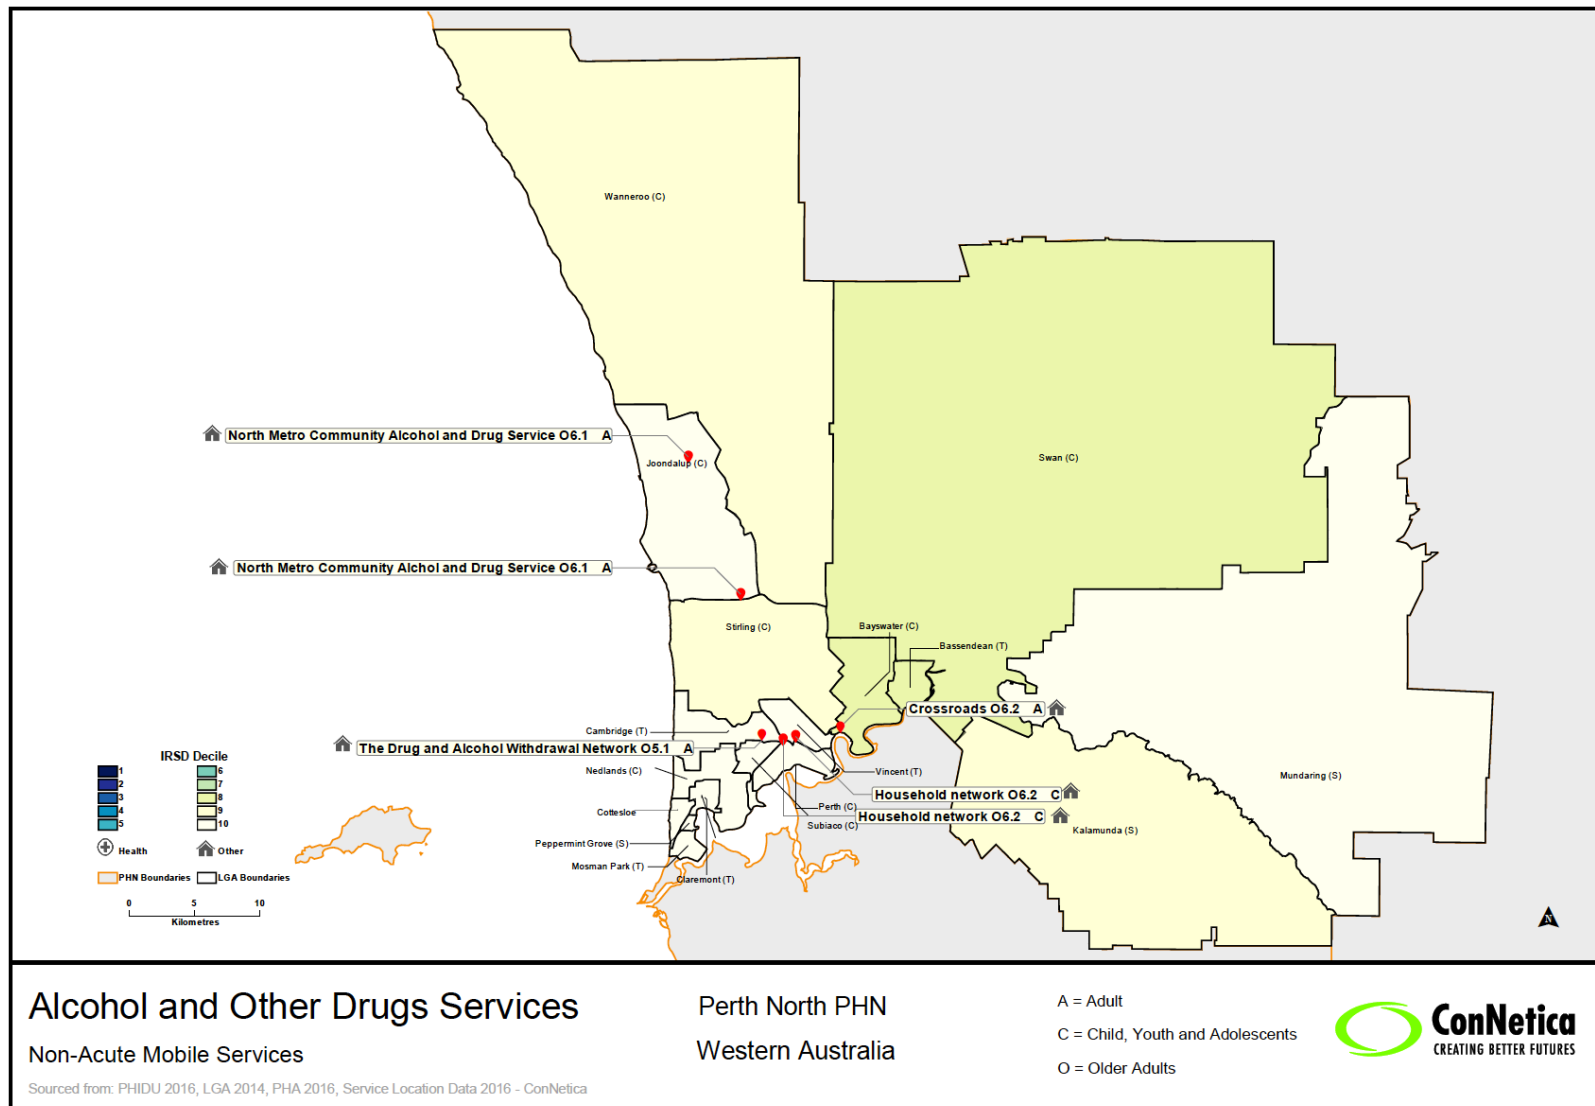 Wanneroo (C)
North Metro Community Alcohol and Drug Service O6.1 A
Joondalup (C)
Swan (C)
North Metro Community Alchol and Drug Service O6.1 A
Stirling (C)
Bayswater (C)
Bassendean (T)
Crossroads O6.2 A
Cambridge (T)
The Drug and Alcohol Withdrawal Network O5.1 A
Nedlands (C)
Vincent (T)
Mundaring (S)
Household network O6.2 C
Cottesloe
Perth (C)
Household network O6.2 C
Subiaco (C)
Kalamunda (S)
Peppermint Grove (S)
Mosman Park (T)
Claremont (T)
IRSD Decile
1 6
2 7
3 8
4 9
5 10
Health Other
PHN Boundaries LGA Boundaries
0 5 10
Kilometres
N
Alcohol and Other Drugs Services
Non-Acute Mobile Services
Sourced from: PHIDU 2016, LGA 2014, PHA 2016, Service Location Data 2016 - ConNetica
Perth North PHN
Western Australia
A = Adult
C = Child, Youth and Adolescents
O = Older Adults
ConNetica
CREATING BETTER FUTURES